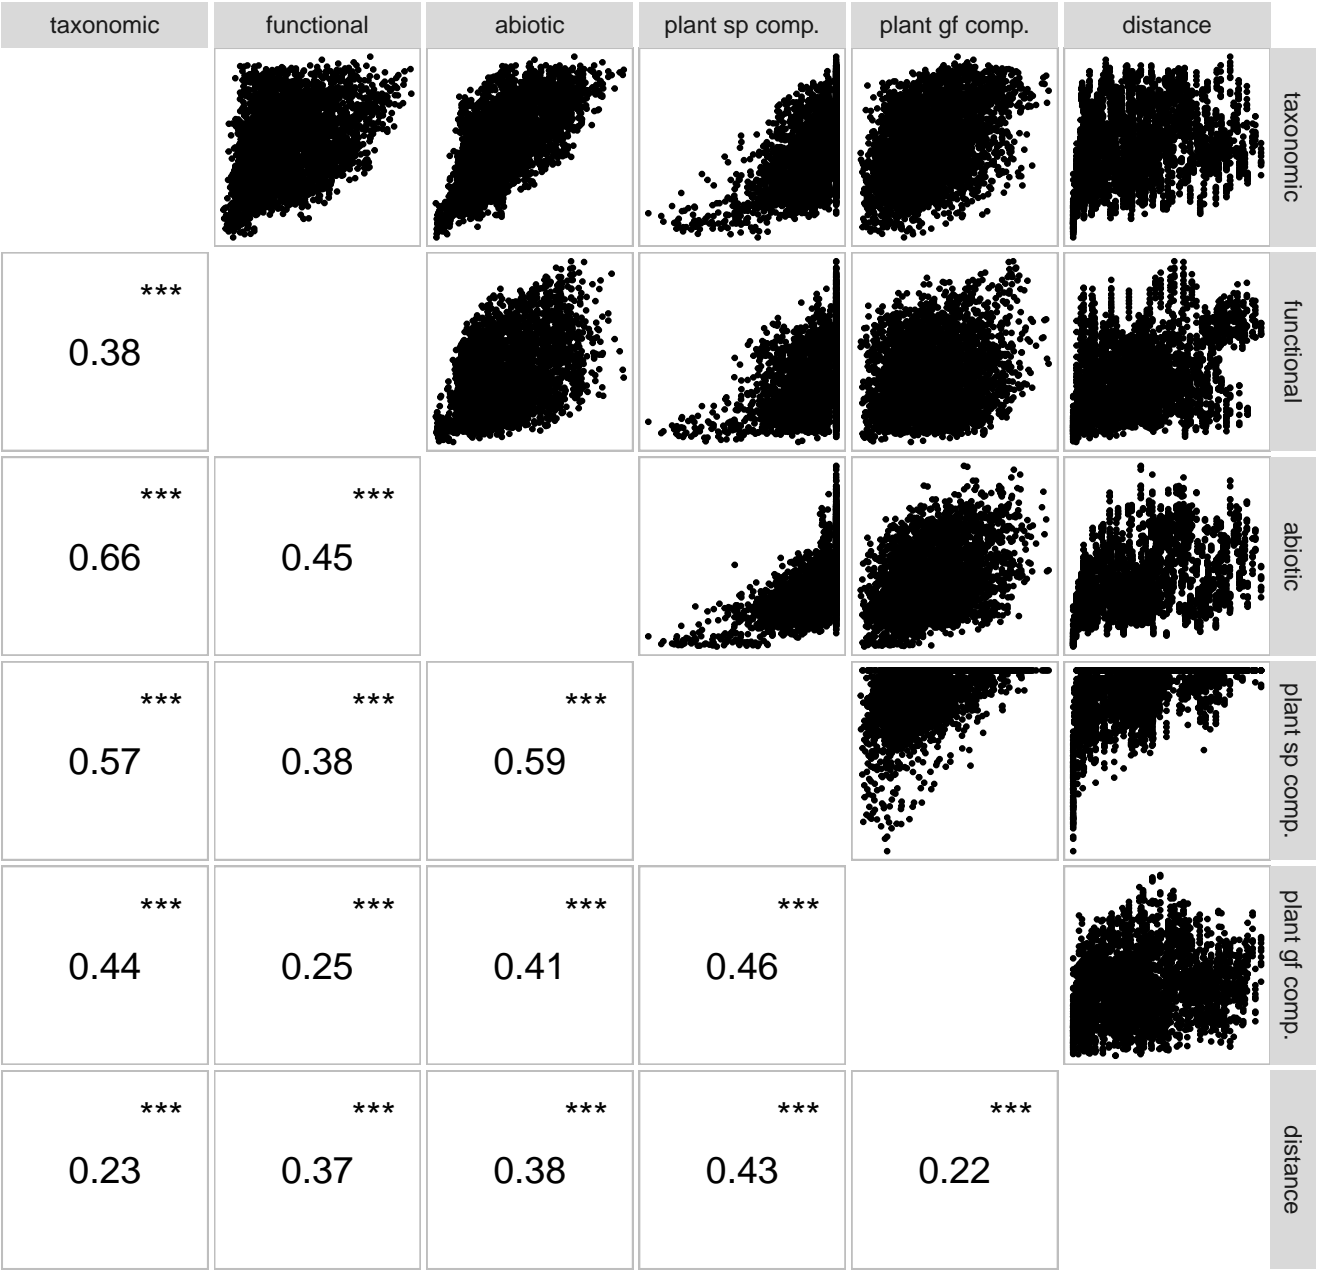 taxonomic functional abiotic plant sp comp. plant gf comp. distance
taxonomic
***
0.38
functional
*** ***
0.66 0.45
abiotic
*** *** ***
0.57 0.38 0.59
plant sp comp.
*** *** *** ***
0.44 0.25 0.41 0.46
plant gf comp.
*** *** *** *** ***
0.23 0.37 0.38 0.43 0.22
distance